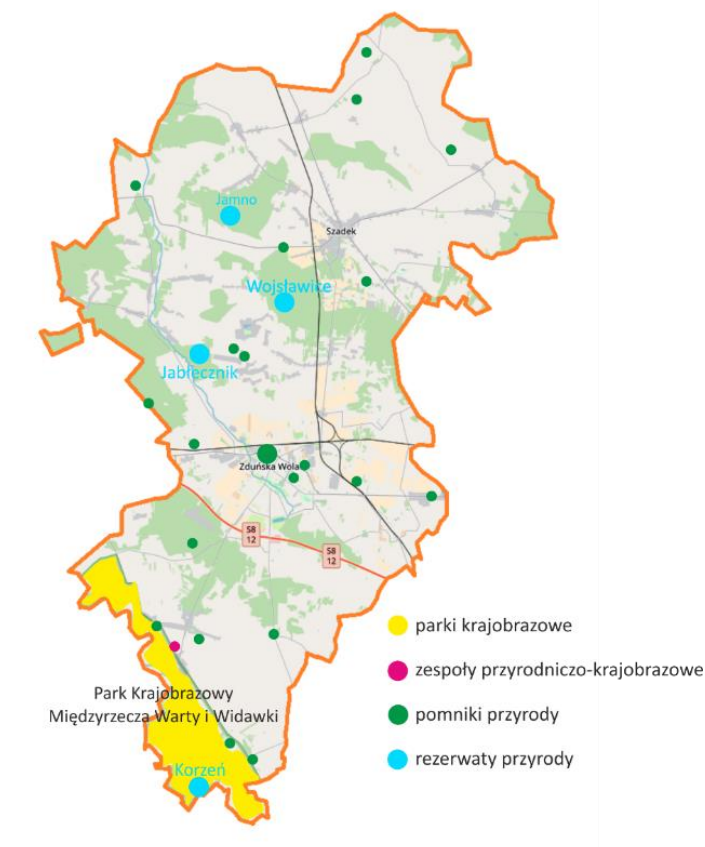 Jamno
Szadek
Wojsławice
Jabłecznik
Zduńska Wola
S8
12
S8
12
parki krajobrazowe
zespoły przyrodniczo-krajobrazowe
Park Krajobrazowy
Międzyrzecza Warty i Widawki
pomniki przyrody
rezerwaty przyrody
Korzeń